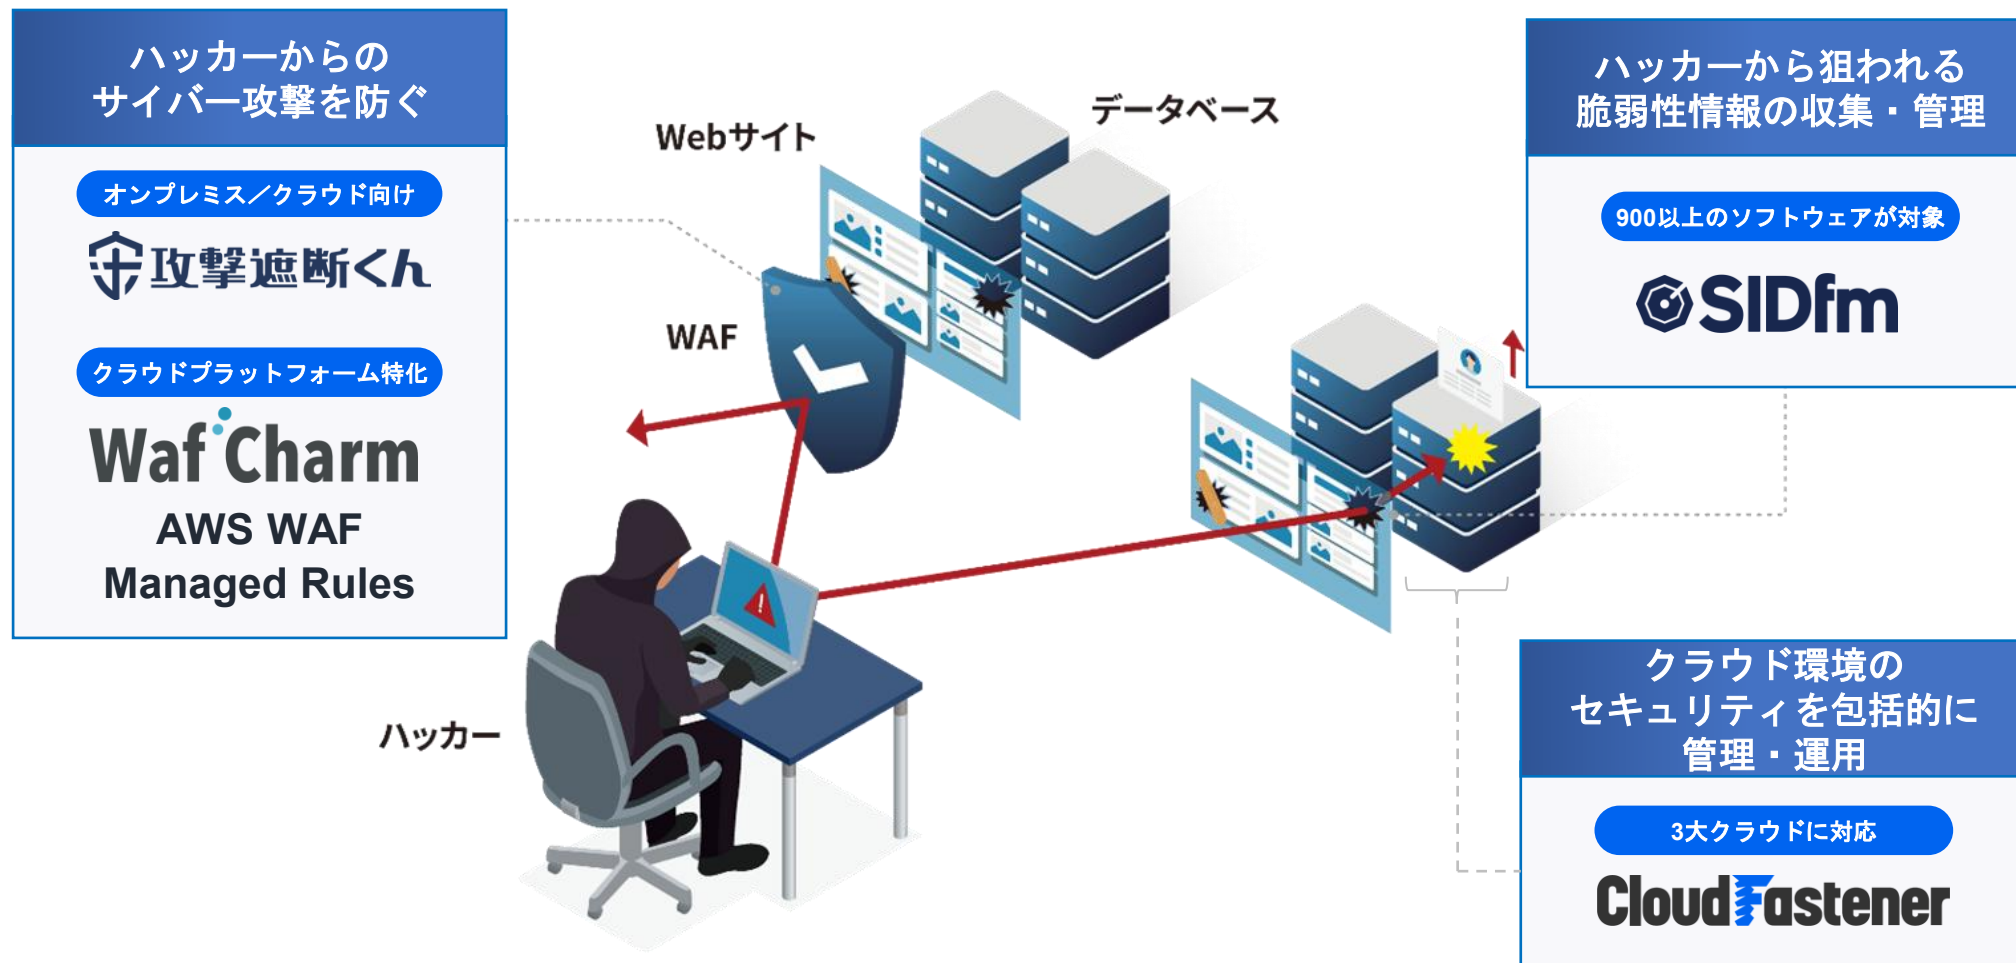 ハッカーからの
サイバー攻撃を防ぐ
オンプレミス／クラウド向け
攻撃遮断くん
クラウドプラットフォーム特化
WafCharm
AWS WAF
Managed Rules
Webサイト
データベース
WAF
ハッカー
ハッカーから狙われる
脆弱性情報の収集・管理
900以上のソフトウェアが対象
SIDfm
クラウド環境の
セキュリティを包括的に
管理・運用
3大クラウドに対応
CloudFastener